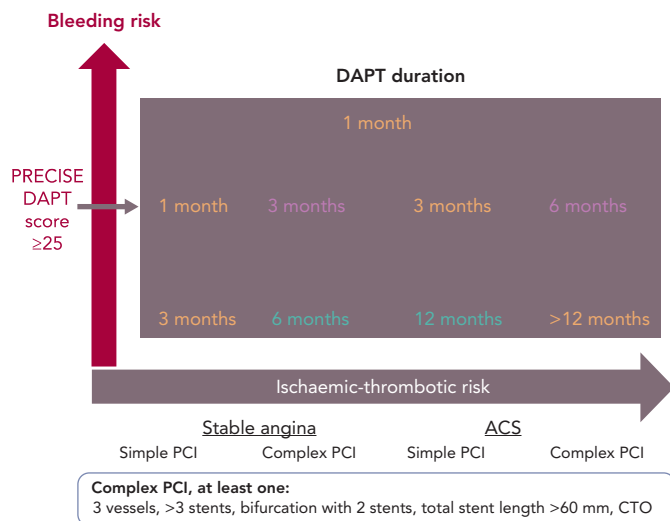 Bleeding risk
DAPT duration
1 month
PRECISE
DAPT
score
≥25
1 month 3 months 3 months 6 months
3 months 6 months 12 months >12 months
Ischaemic-thrombotic risk
Stable angina ACS
Simple PCI Complex PCI Simple PCI Complex PCI
Complex PCI, at least one:
3 vessels, >3 stents, bifurcation with 2 stents, total stent length >60 mm, CTO